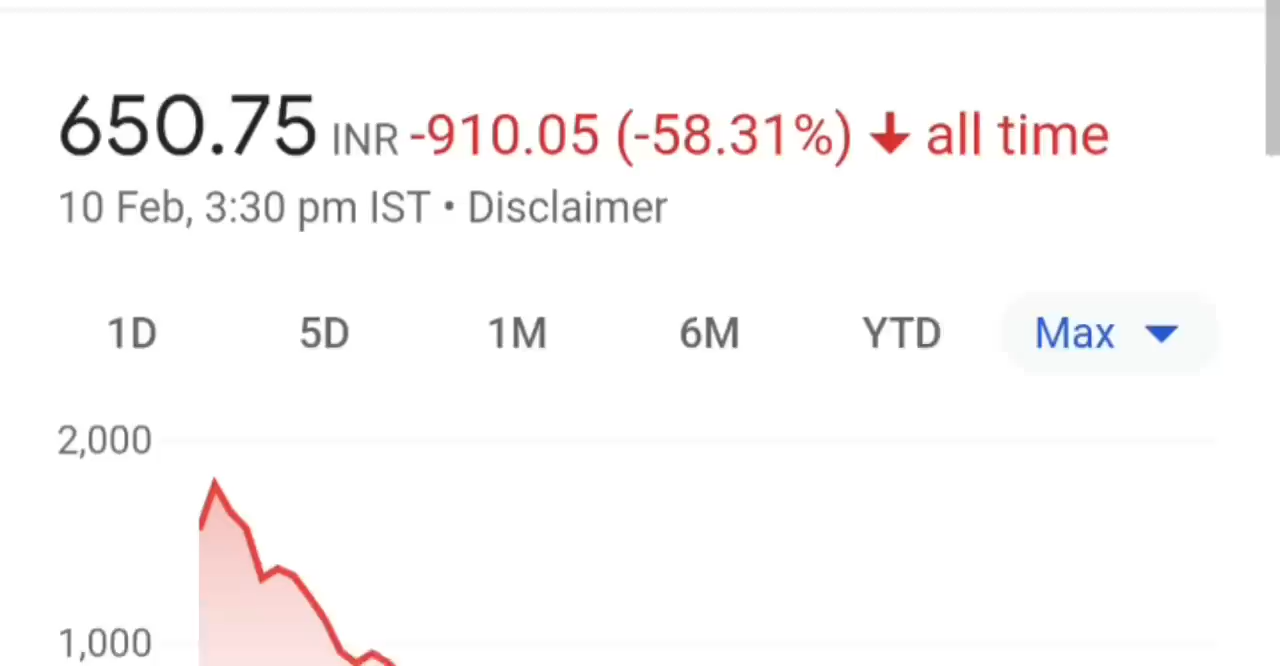 650.75 INR -910.05 (-58.31%) ↓ all time
10 Feb, 3:30 pm IST • Disclaimer
1D 5D 1M 6M YTD Max
2,000
1,000